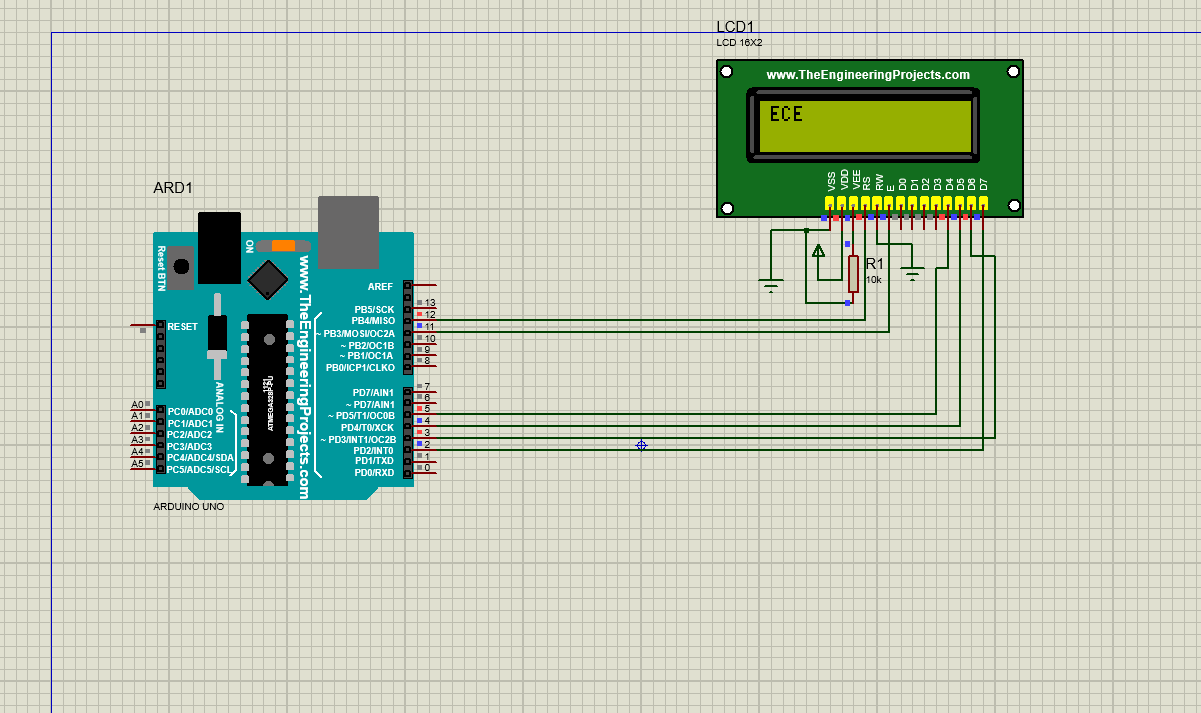 LCD1
LCD 16X2
www.TheEngineeringProjects.com
ECE
VSS
VDD
VEE
RS
RW
E
D0
D1
D2
D3
D4
D5
D6
D7
R1
10k
ARD1
Reset BTN
ON
www.TheEngineeringProjects.com
AREF
PB5/SCK 13
PB4/MISO 12
~ PB3/MOSI/OC2A 11
~ PB2/OC1B 10
~ PB1/OC1A 9
PB0/ICP1/CLKO 8
PD7/AIN1 7
~ PD7/AIN1 6
~ PD5/T1/OC0B 5
PD4/T0/XCK 4
~ PD3/INT1/OC2B 3
PD2/INT0 2
PD1/TXD 1
PD0/RXD 0
RESET
ANALOG IN
A0 PC0/ADC0
A1 PC1/ADC1
A2 PC2/ADC2
A3 PC3/ADC3
A4 PC4/ADC4/SDA
A5 PC5/ADC5/SCL
1121
ATMEGA328P-PU
ARDUINO UNO